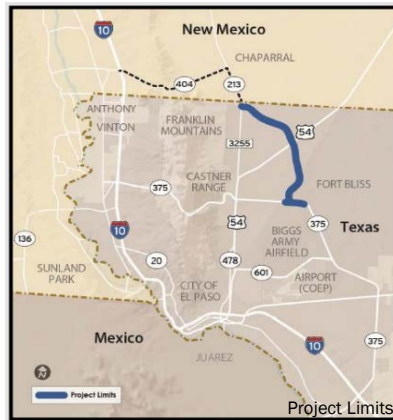 10
New Mexico
CHAPARRAL
404
213
ANTHONY
VINTON
FRANKLIN
MOUNTAINS
54
3255
CASTNER
RANGE
375
FORT BLISS
54
Texas
375
BIGGS
ARMY
AIRFIELD
136
10
20
478
601
AIRPORT
(COEP)
SUNLAND
PARK
CITY OF
EL PASO
Mexico
10
375
JUAREZ
N
Project Limits
Project Limits